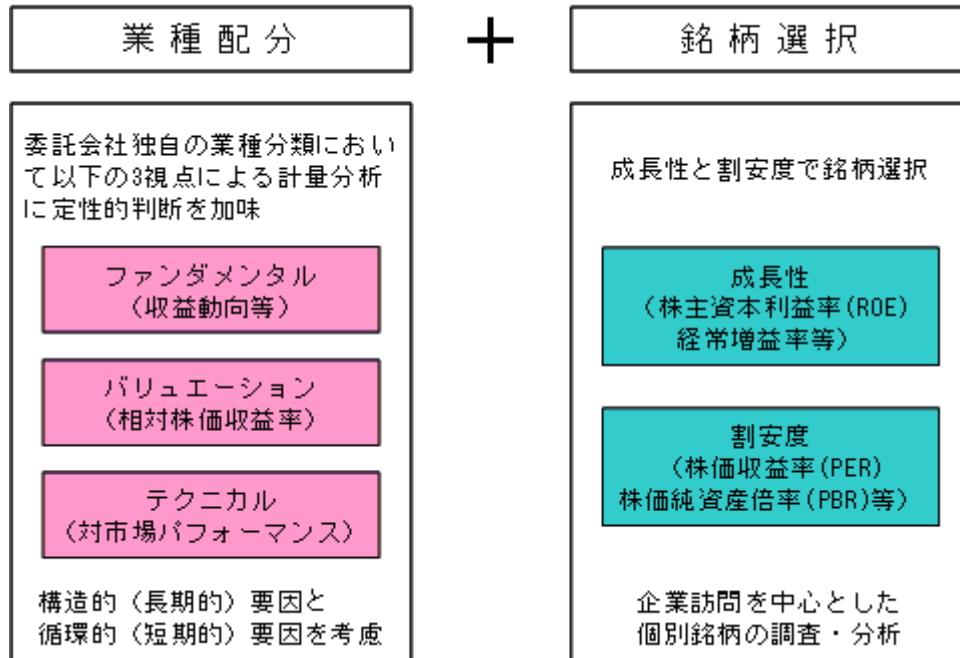 業種配分
＋
銘柄選択
委託会社独自の業種分類におい
て以下の3視点による計量分析
に定性的判断を加味
ファンダメンタル
（収益動向等）
バリュエーション
（相対株価収益率）
テクニカル
（対市場パフォーマンス）
構造的（長期的）要因と
循環的（短期的）要因を考慮
成長性と割安度で銘柄選択
成長性
（株主資本利益率(ROE)
経常増益率等）
割安度
（株価収益率(PER)
株価純資産倍率(PBR)等）
企業訪問を中心とした
個別銘柄の調査・分析